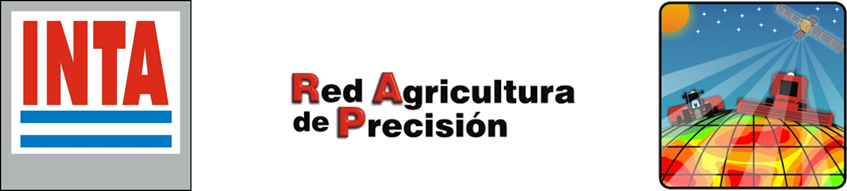 INTA
Red Agricultura
de Precisión